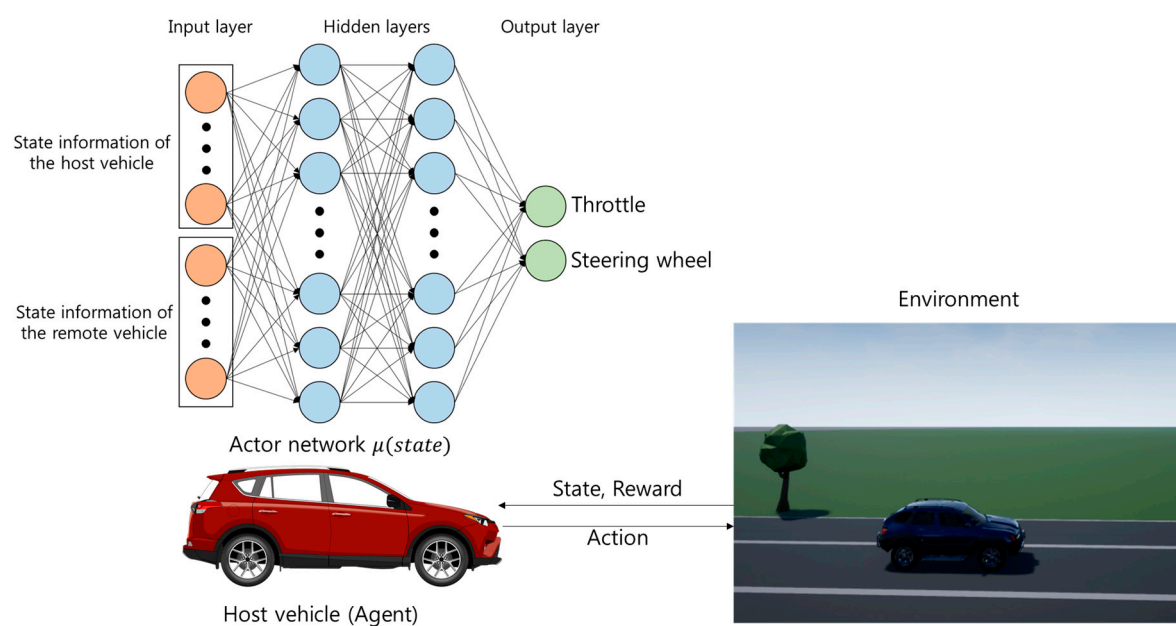 Input layer
Hidden layers
Output layer
State information of
the host vehicle
State information of
the remote vehicle
Throttle
Steering wheel
Actor network μ(state)
Environment
State, Reward
Action
Host vehicle (Agent)